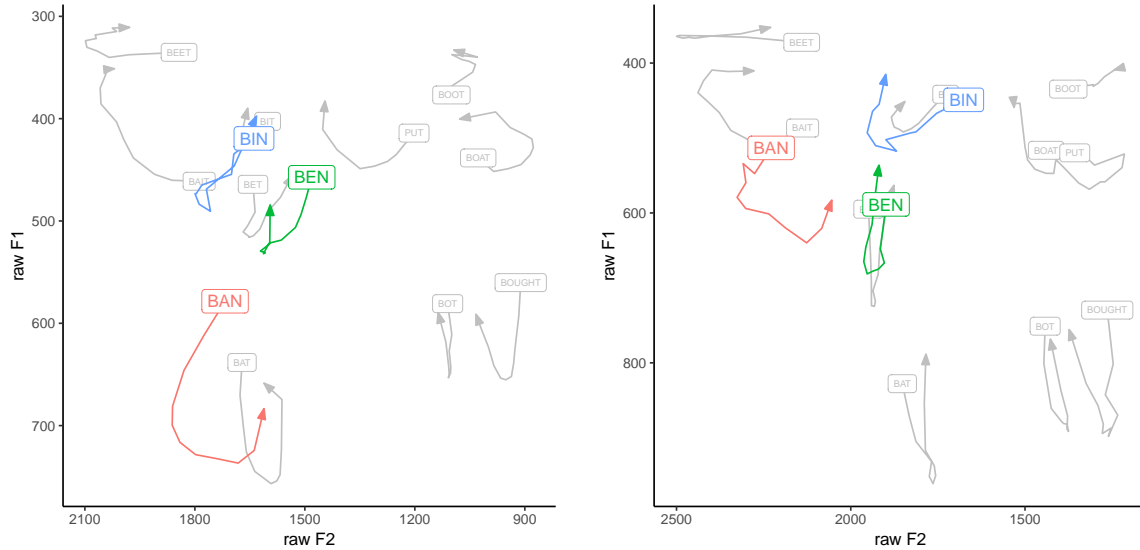 300
400
500
600
700
raw F1
2100
1800
1500
1200
900
raw F2
BEET
BOOT
BIT
BIN
PUT
BOAT
BAIT
BET
BEN
BAN
BOUGHT
BOT
BAT
400
600
800
raw F1
2500
2000
1500
raw F2
BEET
BOOT
BIN
BAIT
BAN
BOAT
PUT
BEN
BOUGHT
BOT
BAT